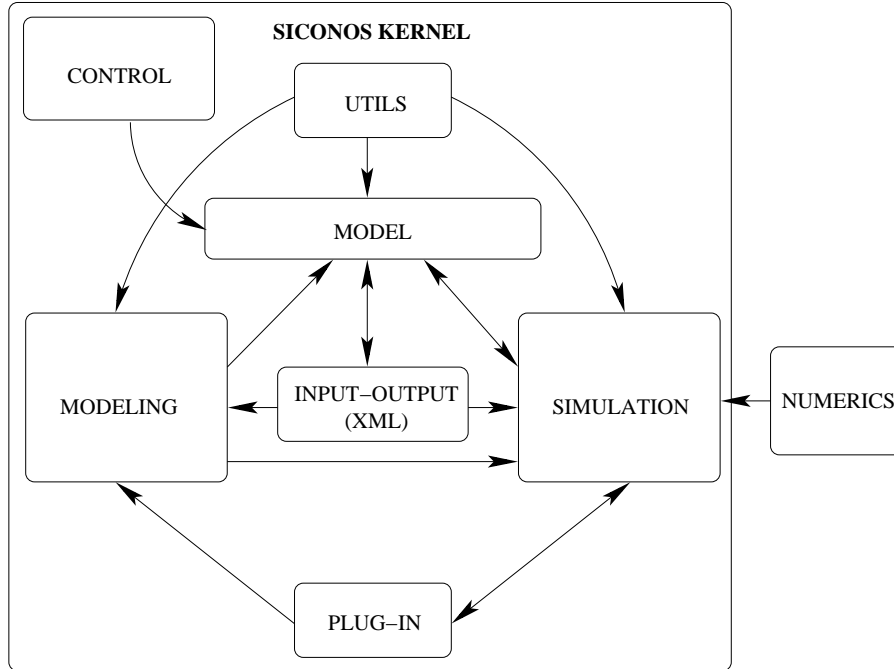 SICONOS KERNEL
CONTROL
UTILS
MODEL
MODELING
INPUT−OUTPUT
(XML)
SIMULATION
NUMERICS
PLUG−IN